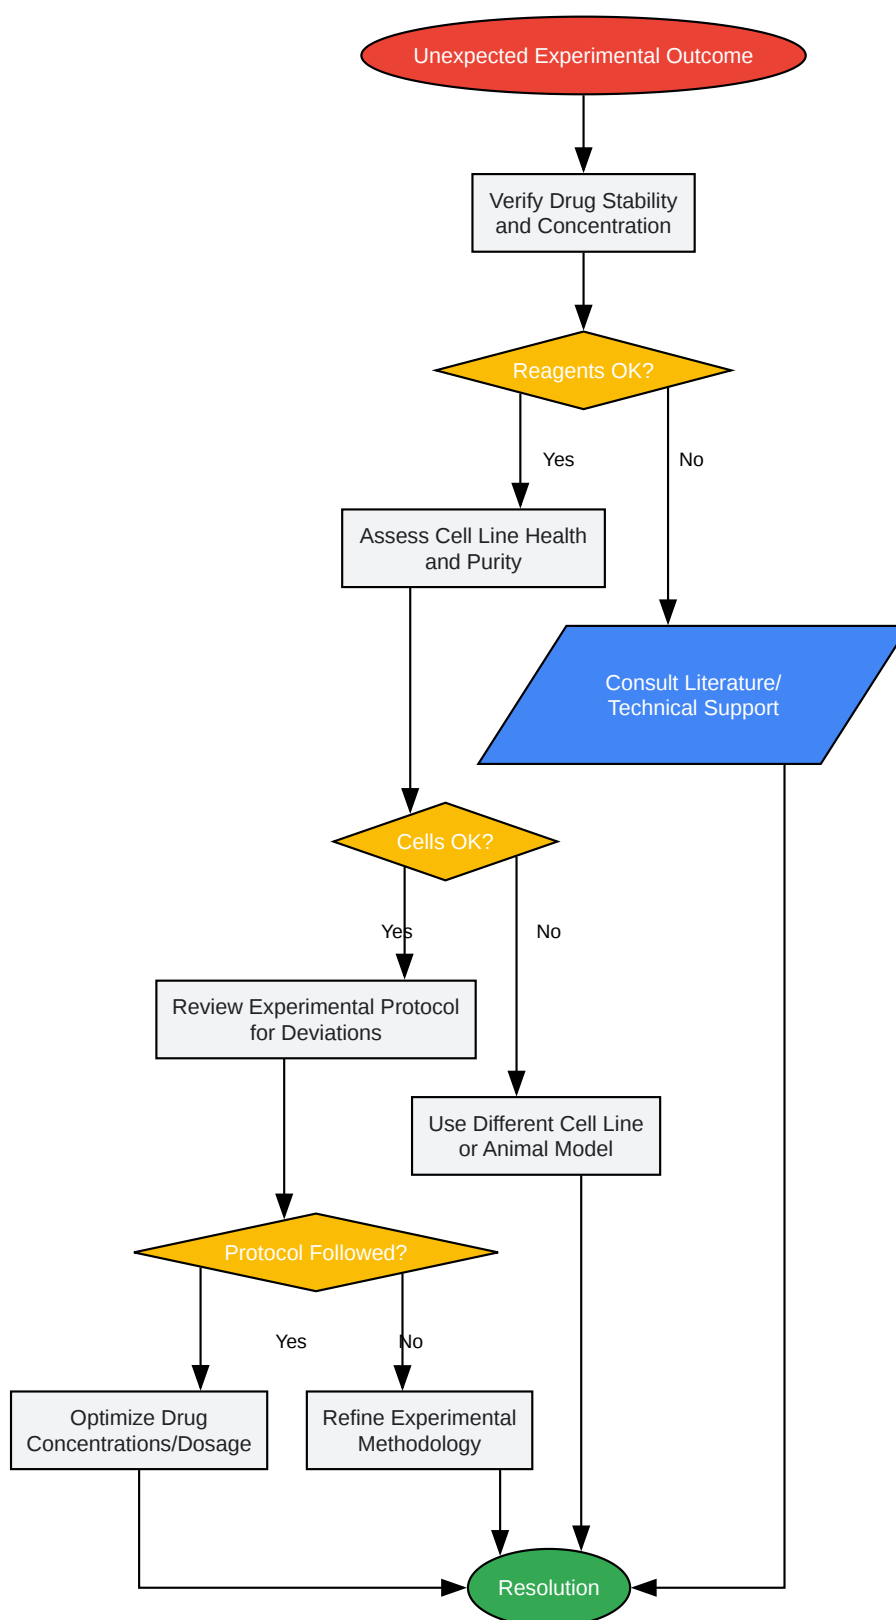 Unexpected Experimental Outcome
Verify Drug Stability
and Concentration
Reagents OK?
Yes
No
Assess Cell Line Health
and Purity
Consult Literature/
Technical Support
Cells OK?
Yes
No
Review Experimental Protocol
for Deviations
Use Different Cell Line
or Animal Model
Protocol Followed?
Yes
No
Optimize Drug
Concentrations/Dosage
Refine Experimental
Methodology
Resolution